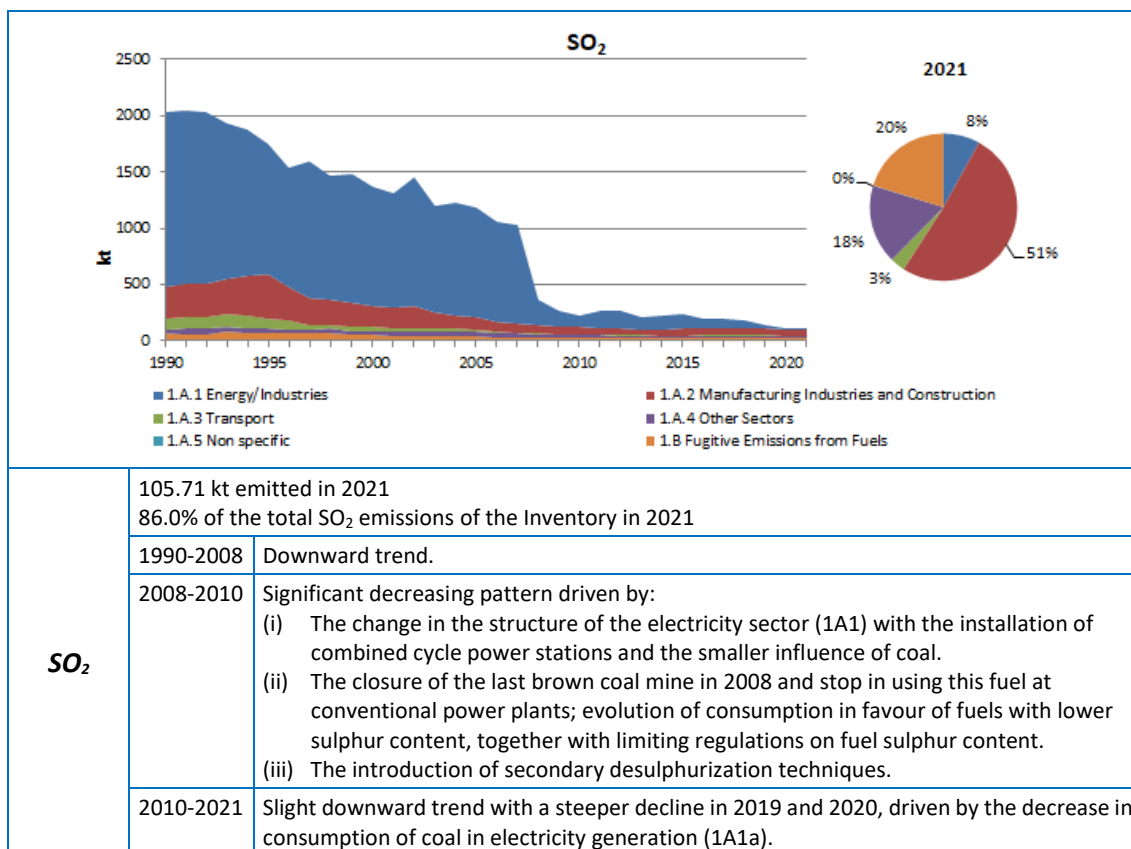 SO₂
2500
2000
1500
1000
500
0
kt
1990 1995 2000 2005 2010 2015 2020
2021
8%
51%
3%
18%
0%
20%
1.A.1 Energy/Industries
1.A.2 Manufacturing Industries and Construction
1.A.3 Transport
1.A.4 Other Sectors
1.A.5 Non specific
1.B Fugitive Emissions from Fuels
SO₂
105.71 kt emitted in 2021
86.0% of the total SO₂ emissions of the Inventory in 2021
1990-2008 Downward trend.
2008-2010 Significant decreasing pattern driven by:
(i) The change in the structure of the electricity sector (1A1) with the installation of
combined cycle power stations and the smaller influence of coal.
(ii) The closure of the last brown coal mine in 2008 and stop in using this fuel at
conventional power plants; evolution of consumption in favour of fuels with lower
sulphur content, together with limiting regulations on fuel sulphur content.
(iii) The introduction of secondary desulphurization techniques.
2010-2021 Slight downward trend with a steeper decline in 2019 and 2020, driven by the decrease in
consumption of coal in electricity generation (1A1a).